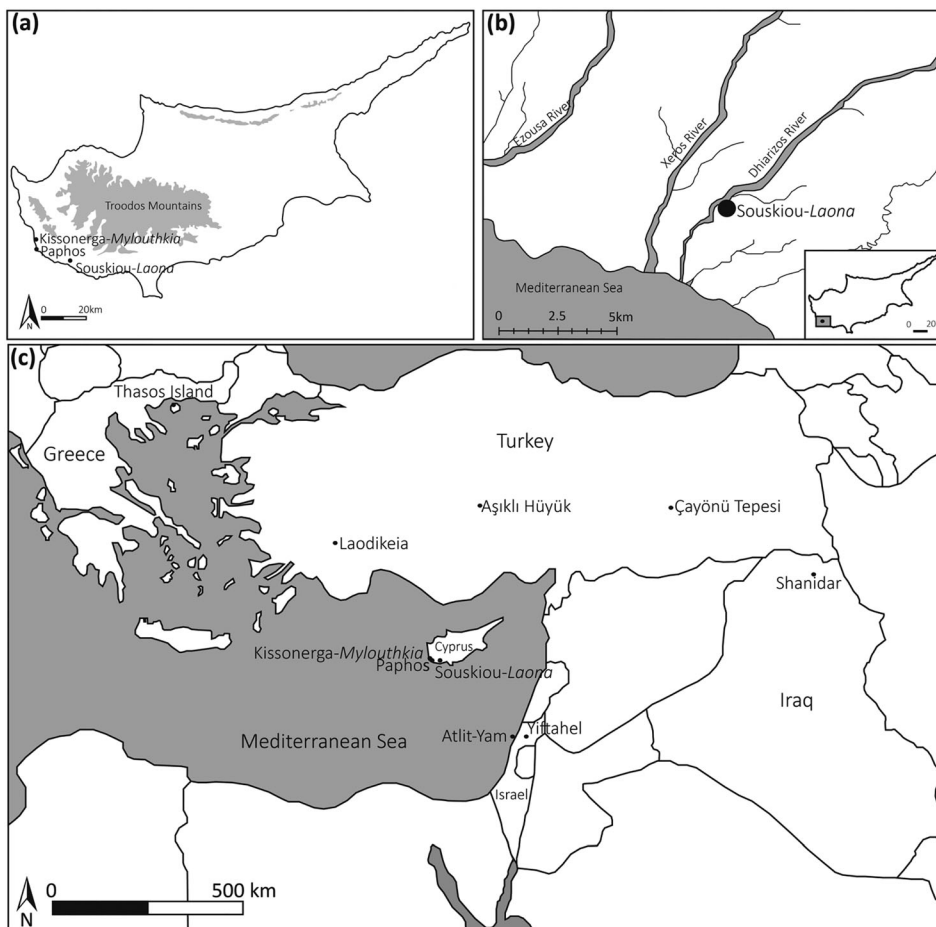 (a)
Troodos Mountains
Kissonerga-Mylouthkia
Paphos
Souskiou-Laona
N
0 20km
(b)
Ezousa River
Xeros River
Dhiarizos River
Souskiou-Laona
Mediterranean Sea
0 2.5 5km
0 20
(c)
Thasos Island
Greece
Turkey
Aşıklı Hüyük
Çayönü Tepesi
Laodikeia
Shanidar
Kissonerga-Mylouthkia
Cyprus
Paphos
Souskiou-Laona
Iraq
Mediterranean Sea
Atlit-Yam
Yiftahel
Israel
N
0 500 km